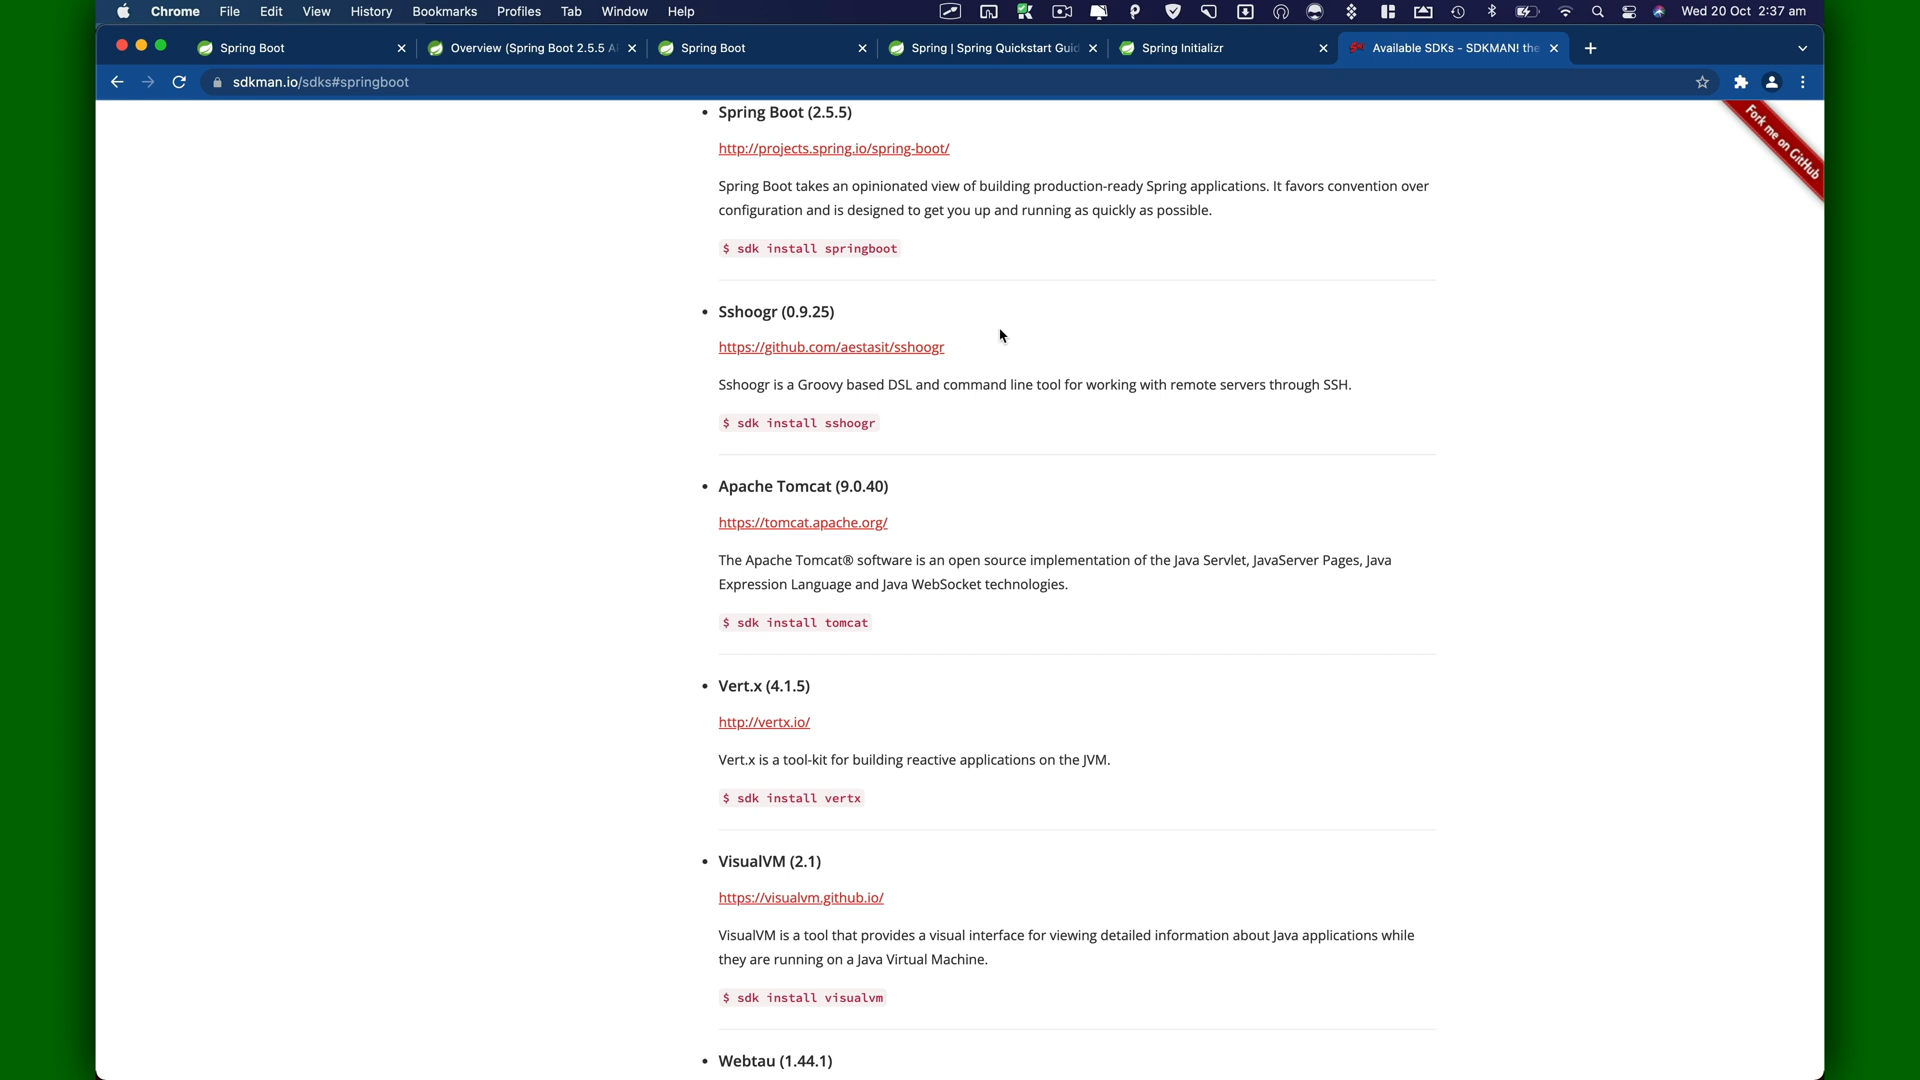 Chrome File Edit View History Bookmarks Profiles Tab Window Help Wed 20 Oct 2:37 am
Spring Boot Overview (Spring Boot 2.5.5 A Spring Boot Spring | Spring Quickstart Guid Spring Initializr Available SDKs - SDKMAN! the
sdkman.io/sdks#springboot
Fork me on GitHub
• Spring Boot (2.5.5)
http://projects.spring.io/spring-boot/
Spring Boot takes an opinionated view of building production-ready Spring applications. It favors convention over
configuration and is designed to get you up and running as quickly as possible.
$ sdk install springboot
• Sshoogr (0.9.25)
https://github.com/aestasit/sshoogr
Sshoogr is a Groovy based DSL and command line tool for working with remote servers through SSH.
$ sdk install sshoogr
• Apache Tomcat (9.0.40)
https://tomcat.apache.org/
The Apache Tomcat® software is an open source implementation of the Java Servlet, JavaServer Pages, Java
Expression Language and Java WebSocket technologies.
$ sdk install tomcat
• Vert.x (4.1.5)
http://vertx.io/
Vert.x is a tool-kit for building reactive applications on the JVM.
$ sdk install vertx
• VisualVM (2.1)
https://visualvm.github.io/
VisualVM is a tool that provides a visual interface for viewing detailed information about Java applications while
they are running on a Java Virtual Machine.
$ sdk install visualvm
• Webtau (1.44.1)